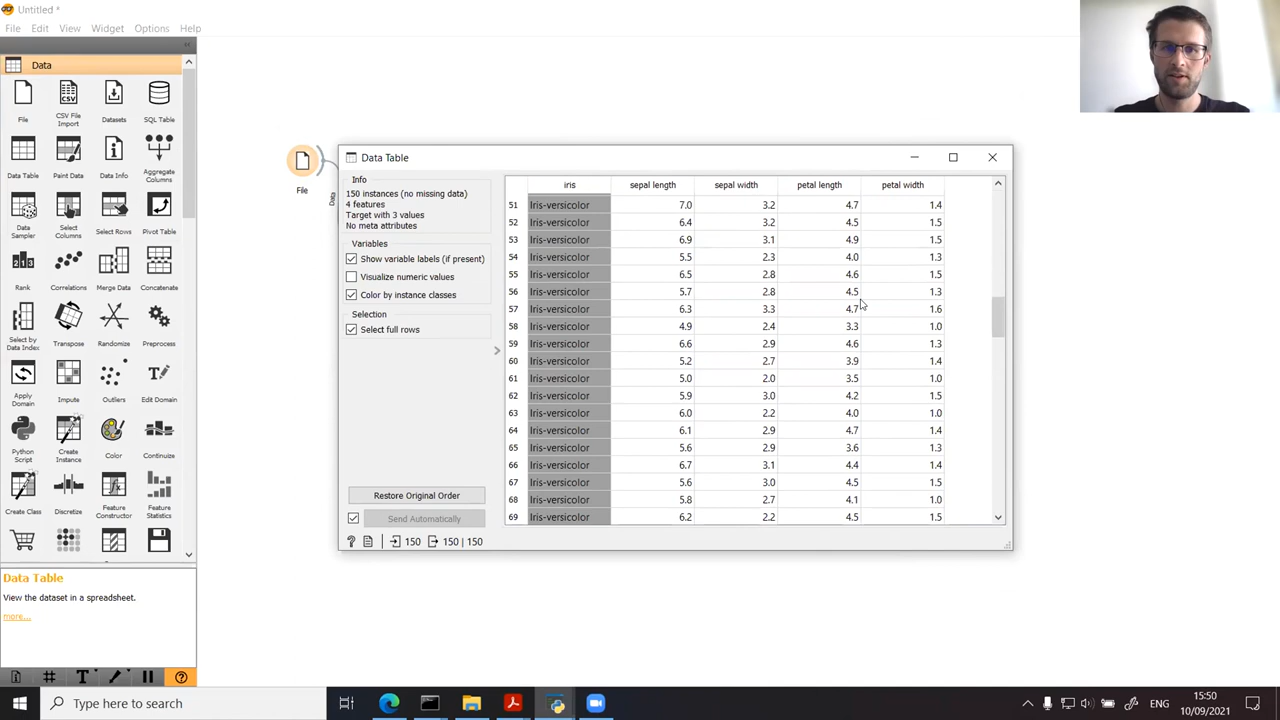 Untitled *
File Edit View Widget Options Help
Data
File
CSV File Import
Datasets
SQL Table
Data Table
Paint Data
Data Info
Aggregate Columns
Data Sampler
Select Columns
Select Rows
Pivot Table
Rank
Correlations
Merge Data
Concatenate
Select by Data Index
Transpose
Randomize
Preprocess
Apply Domain
Impute
Outliers
Edit Domain
Python Script
Create Instance
Color
Continuize
Create Class
Discretize
Feature Constructor
Feature Statistics
Data Table
View the dataset in a spreadsheet.
more...
File
Data
Data Table
Info
150 instances (no missing data)
4 features
Target with 3 values
No meta attributes
Variables
Show variable labels (if present)
Visualize numeric values
Color by instance classes
Selection
Select full rows
Restore Original Order
Send Automatically
150 150 | 150
iris sepal length sepal width petal length petal width
51 Iris-versicolor 7.0 3.2 4.7 1.4
52 Iris-versicolor 6.4 3.2 4.5 1.5
53 Iris-versicolor 6.9 3.1 4.9 1.5
54 Iris-versicolor 5.5 2.3 4.0 1.3
55 Iris-versicolor 6.5 2.8 4.6 1.5
56 Iris-versicolor 5.7 2.8 4.5 1.3
57 Iris-versicolor 6.3 3.3 4.7 1.6
58 Iris-versicolor 4.9 2.4 3.3 1.0
59 Iris-versicolor 6.6 2.9 4.6 1.3
60 Iris-versicolor 5.2 2.7 3.9 1.4
61 Iris-versicolor 5.0 2.0 3.5 1.0
62 Iris-versicolor 5.9 3.0 4.2 1.5
63 Iris-versicolor 6.0 2.2 4.0 1.0
64 Iris-versicolor 6.1 2.9 4.7 1.4
65 Iris-versicolor 5.6 2.9 3.6 1.3
66 Iris-versicolor 6.7 3.1 4.4 1.4
67 Iris-versicolor 5.6 3.0 4.5 1.5
68 Iris-versicolor 5.8 2.7 4.1 1.0
69 Iris-versicolor 6.2 2.2 4.5 1.5
Type here to search
ENG
15:50
10/09/2021